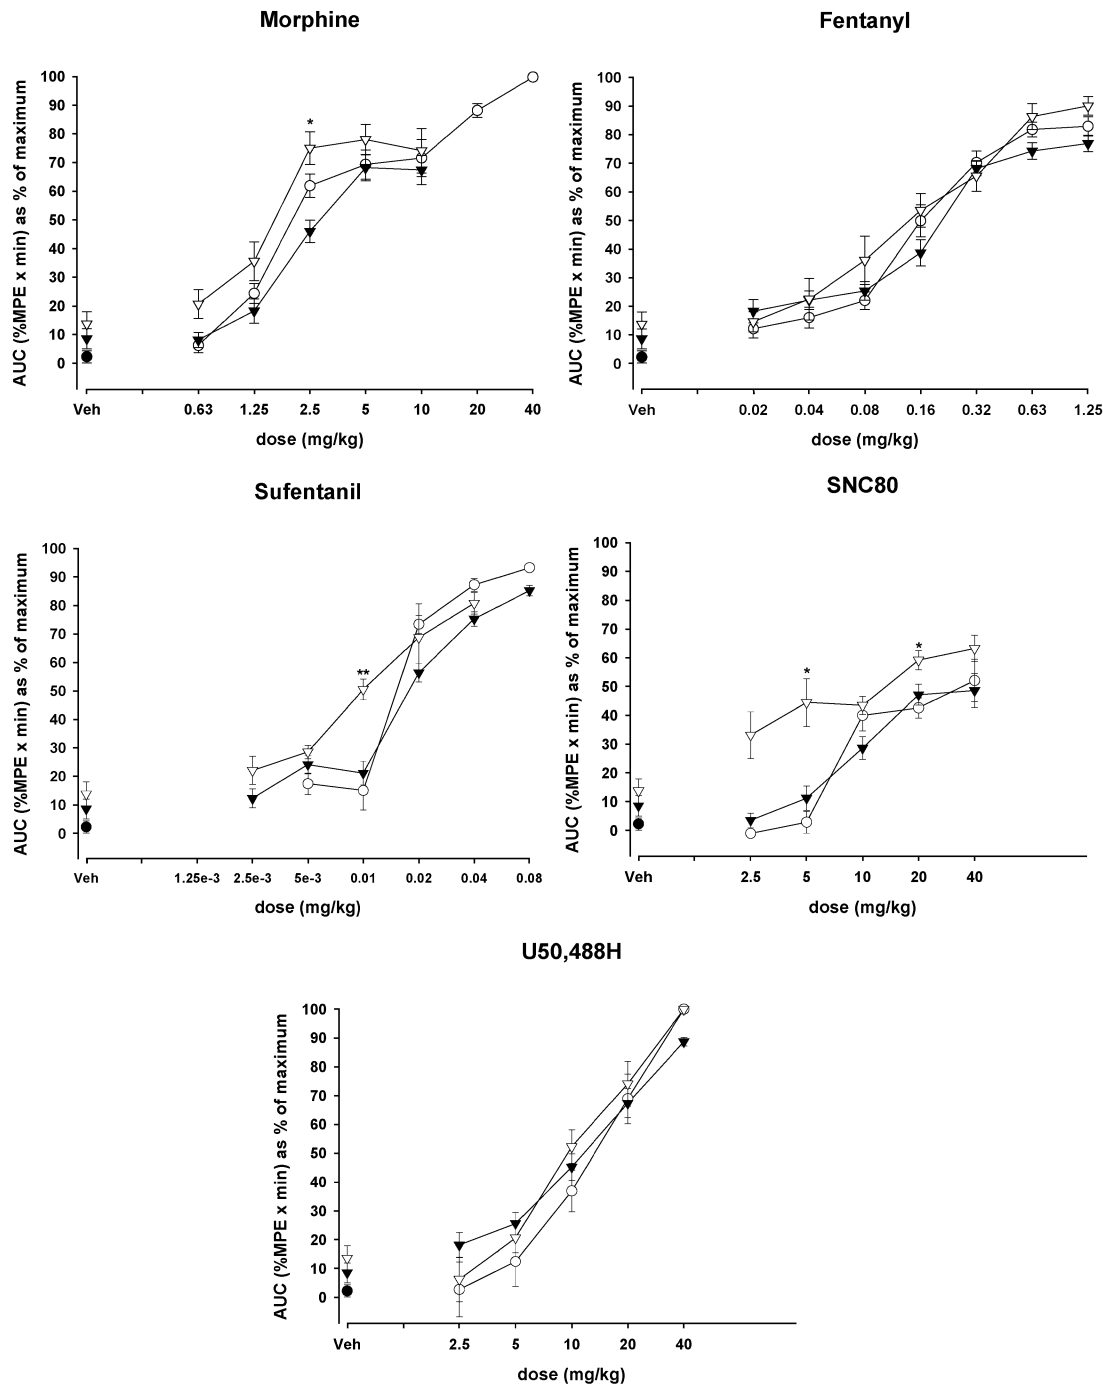 Morphine
Fentanyl
AUC (%MPE x min) as % of maximum
100
90
80
70
60
50
40
30
20
10
0
*
Veh 0.63 1.25 2.5 5 10 20 40
dose (mg/kg)
AUC (%MPE x min) as % of maximum
100
90
80
70
60
50
40
30
20
10
0
Veh 0.02 0.04 0.08 0.16 0.32 0.63 1.25
dose (mg/kg)
Sufentanil
SNC80
AUC (%MPE x min) as % of maximum
100
90
80
70
60
50
40
30
20
10
0
**
Veh 1.25e-3 2.5e-3 5e-3 0.01 0.02 0.04 0.08
dose (mg/kg)
AUC (%MPE x min) as % of maximum
100
90
80
70
60
50
40
30
20
10
0
*
*
Veh 2.5 5 10 20 40
dose (mg/kg)
U50,488H
AUC (%MPE x min) as % of maximum
100
90
80
70
60
50
40
30
20
10
0
Veh 2.5 5 10 20 40
dose (mg/kg)